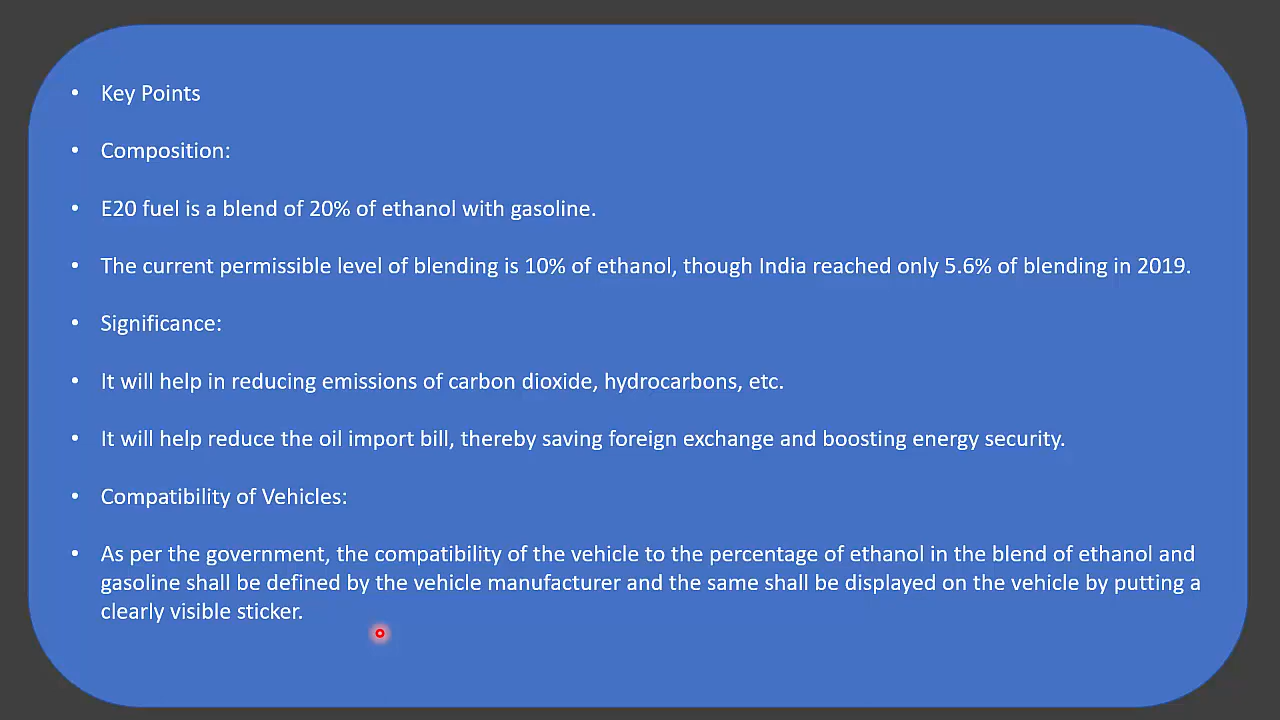 • Key Points
• Composition:
• E20 fuel is a blend of 20% of ethanol with gasoline.
• The current permissible level of blending is 10% of ethanol, though India reached only 5.6% of blending in 2019.
• Significance:
• It will help in reducing emissions of carbon dioxide, hydrocarbons, etc.
• It will help reduce the oil import bill, thereby saving foreign exchange and boosting energy security.
• Compatibility of Vehicles:
• As per the government, the compatibility of the vehicle to the percentage of ethanol in the blend of ethanol and
gasoline shall be defined by the vehicle manufacturer and the same shall be displayed on the vehicle by putting a
clearly visible sticker.